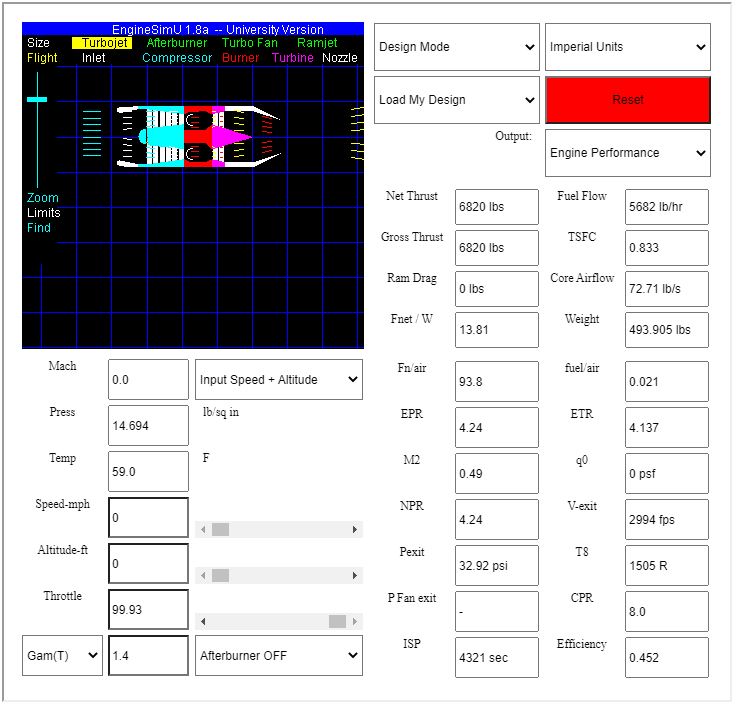 EngineSimU 1.8a -- University Version
Size Turbojet Afterburner Turbo Fan Ramjet
Flight Inlet Compressor Burner Turbine Nozzle
Zoom
Limits
Find
Design Mode Imperial Units
Load My Design Reset
Output: Engine Performance
Net Thrust 6820 lbs Fuel Flow 5682 lb/hr
Gross Thrust 6820 lbs TSFC 0.833
Ram Drag 0 lbs Core Airflow 72.71 lb/s
Fnet / W 13.81 Weight 493.905 lbs
Mach 0.0 Input Speed + Altitude Fn/air 93.8 fuel/air 0.021
Press 14.694 lb/sq in EPR 4.24 ETR 4.137
Temp 59.0 F M2 0.49 q0 0 psf
Speed-mph 0 NPR 4.24 V-exit 2994 fps
Altitude-ft 0 Pexit 32.92 psi T8 1505 R
Throttle 99.93 P Fan exit - CPR 8.0
Gam(T) 1.4 Afterburner OFF ISP 4321 sec Efficiency 0.452